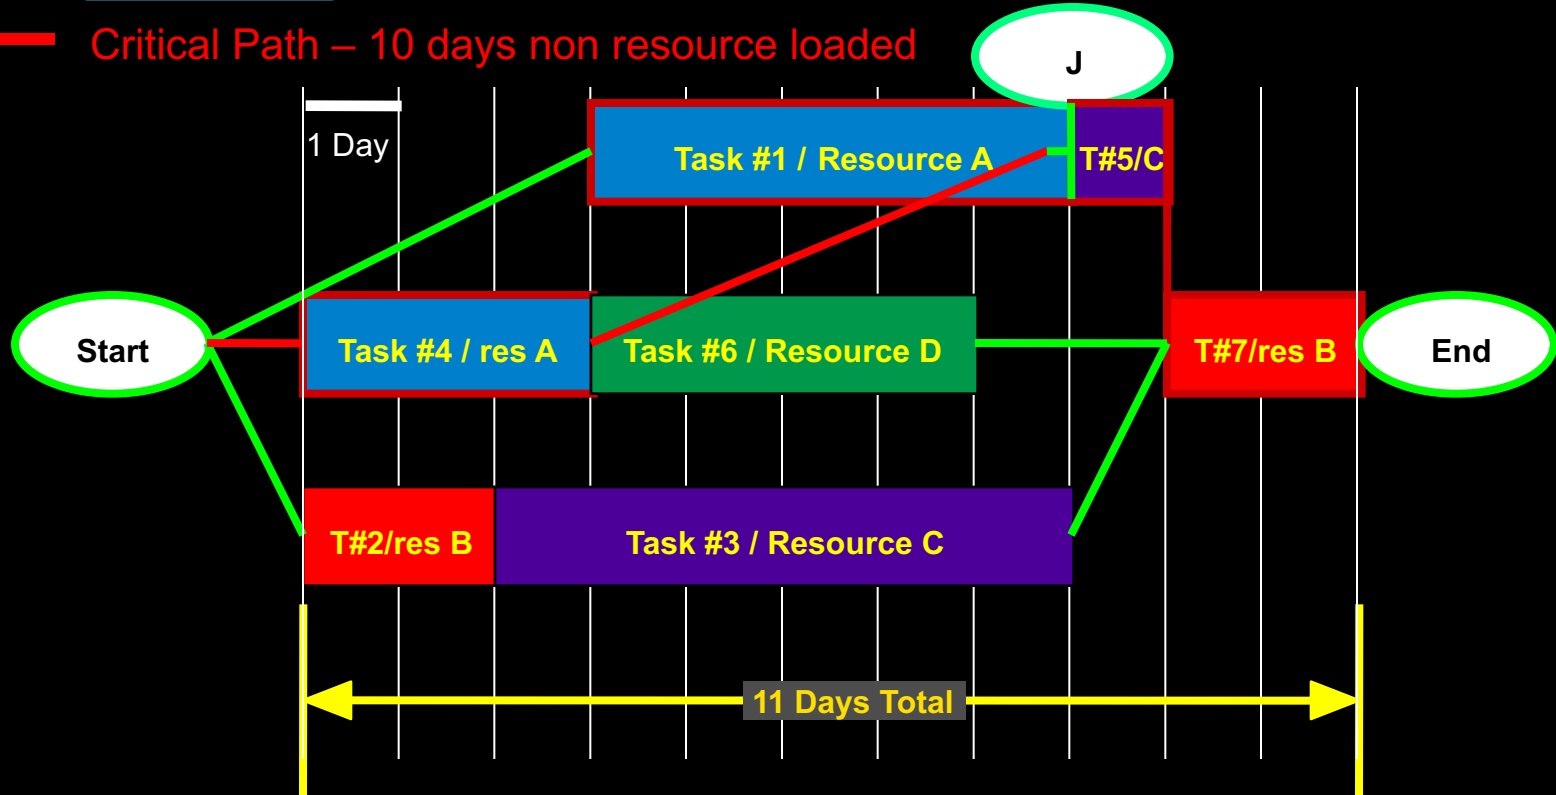 Critical Path – 10 days non resource loaded
J
1 Day
Task #1 / Resource A
T#5/C
Start
Task #4 / res A
Task #6 / Resource D
T#7/res B
End
T#2/res B
Task #3 / Resource C
11 Days Total